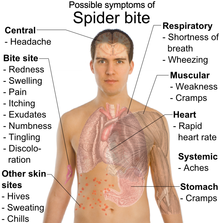 Possible symptoms of
Spider bite
Central
- Headache
Bite site
- Redness
- Swelling
- Pain
- Itching
- Exudates
- Numbness
- Tingling
- Discolo-
ration
Other skin
sites
- Hives
- Sweating
- Chills
Respiratory
- Shortness of
breath
- Wheezing
Muscular
- Weakness
- Cramps
Heart
- Rapid
heart rate
Systemic
- Aches
Stomach
- Cramps